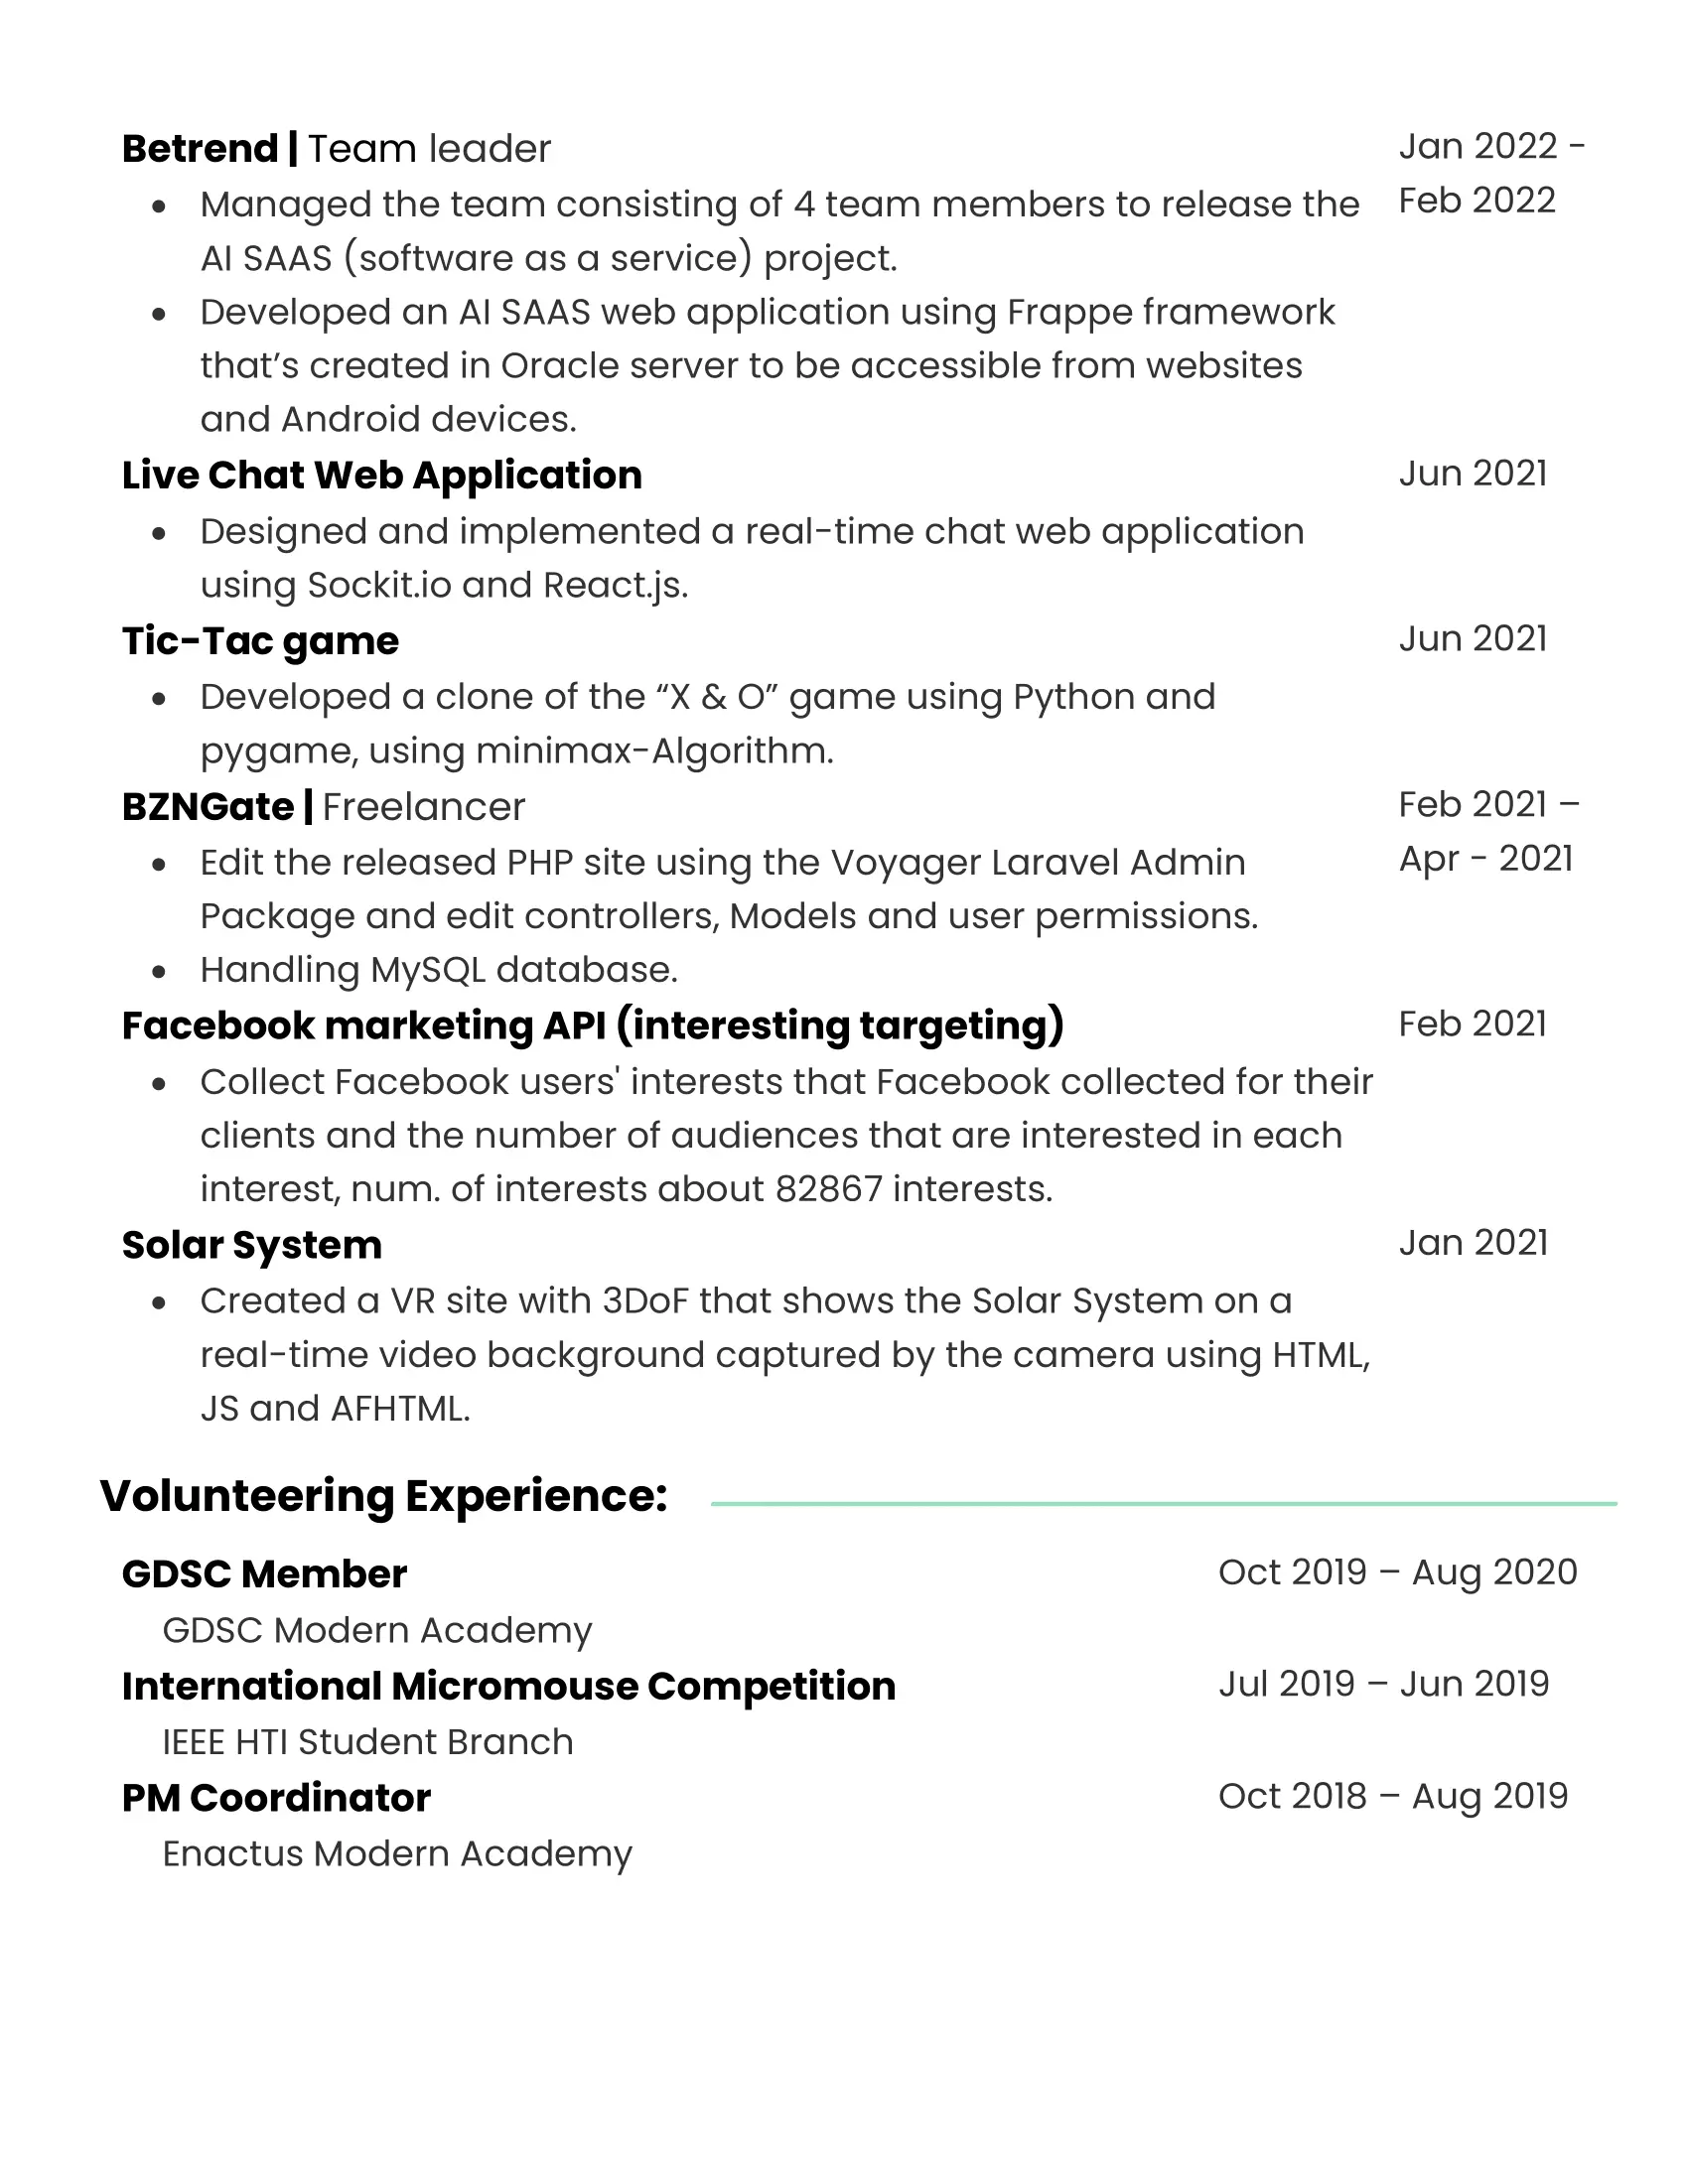 Betrend | Team leader
Jan 2022 -
Feb 2022
• Managed the team consisting of 4 team members to release the
AI SAAS (software as a service) project.
• Developed an AI SAAS web application using Frappe framework
that’s created in Oracle server to be accessible from websites
and Android devices.
Live Chat Web Application
Jun 2021
• Designed and implemented a real-time chat web application
using Sockit.io and React.js.
Tic-Tac game
Jun 2021
• Developed a clone of the “X & O” game using Python and
pygame, using minimax-Algorithm.
BZNGate | Freelancer
Feb 2021 –
Apr - 2021
• Edit the released PHP site using the Voyager Laravel Admin
Package and edit controllers, Models and user permissions.
• Handling MySQL database.
Facebook marketing API (interesting targeting)
Feb 2021
• Collect Facebook users' interests that Facebook collected for their
clients and the number of audiences that are interested in each
interest, num. of interests about 82867 interests.
Solar System
Jan 2021
• Created a VR site with 3DoF that shows the Solar System on a
real-time video background captured by the camera using HTML,
JS and AFHTML.
Volunteering Experience:
GDSC Member
Oct 2019 – Aug 2020
GDSC Modern Academy
International Micromouse Competition
Jul 2019 – Jun 2019
IEEE HTI Student Branch
PM Coordinator
Oct 2018 – Aug 2019
Enactus Modern Academy